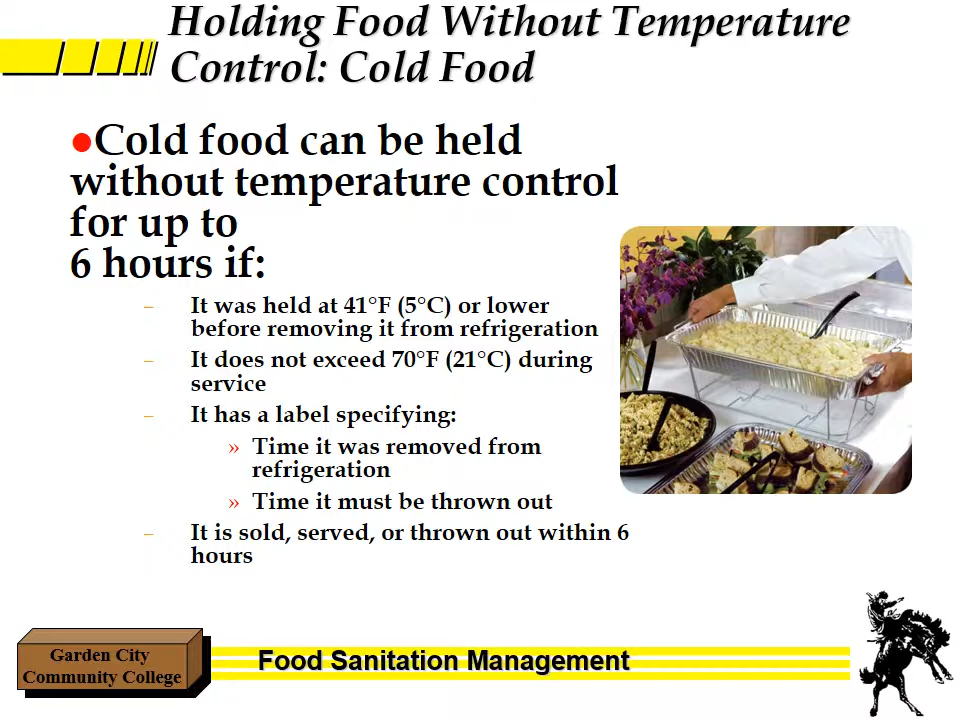 Holding Food Without Temperature
Control: Cold Food
●Cold food can be held
without temperature control
for up to
6 hours if:
– It was held at 41°F (5°C) or lower
before removing it from refrigeration
– It does not exceed 70°F (21°C) during
service
– It has a label specifying:
» Time it was removed from
refrigeration
» Time it must be thrown out
– It is sold, served, or thrown out within 6
hours
Garden City
Community College
Food Sanitation Management